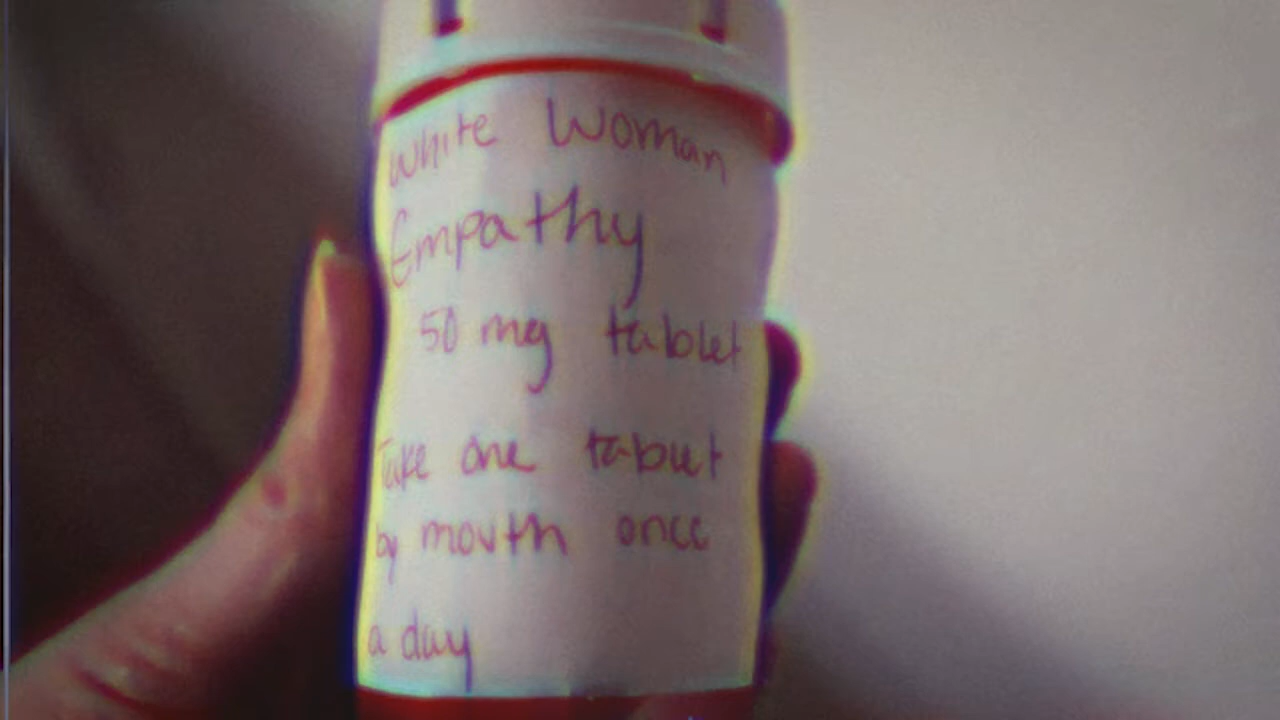 White Woman
Empathy
50 mg tablet
Take one tablet
by mouth once
a day